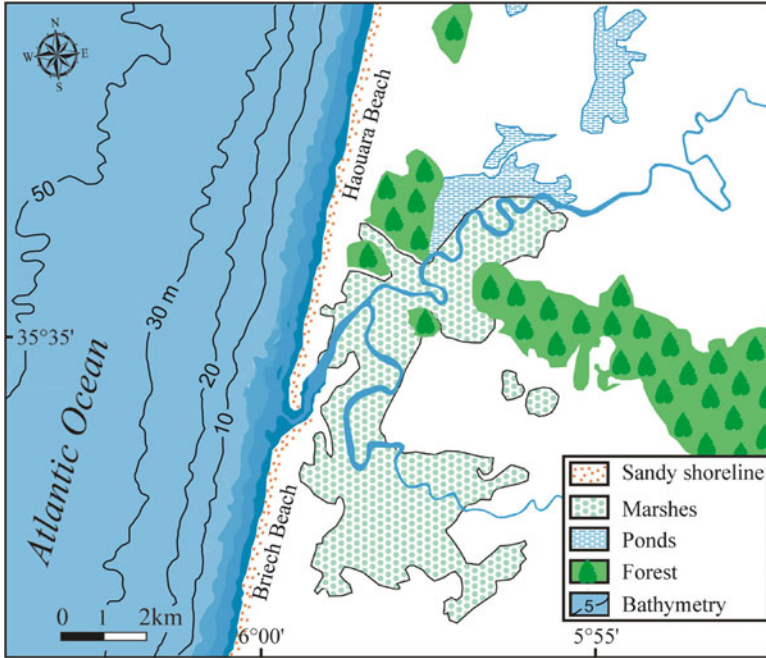 N
W E
S
Haouara Beach
50
30 m
20
10
35°35'
Atlantic Ocean
Briech Beach
Sandy shoreline
Marshes
Ponds
Forest
5
Bathymetry
0 1 2km
6°00'
5°55'